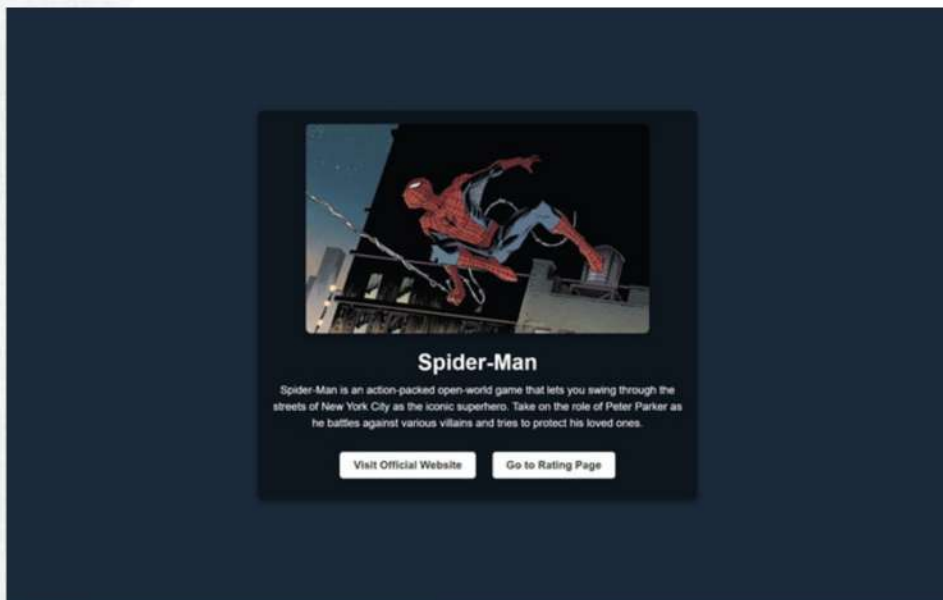 Spider-Man
Spider-Man is an action-packed open-world game that lets you swing through the
streets of New York City as the iconic superhero. Take on the role of Peter Parker as
he battles against various villains and tries to protect his loved ones.
Visit Official Website
Go to Rating Page